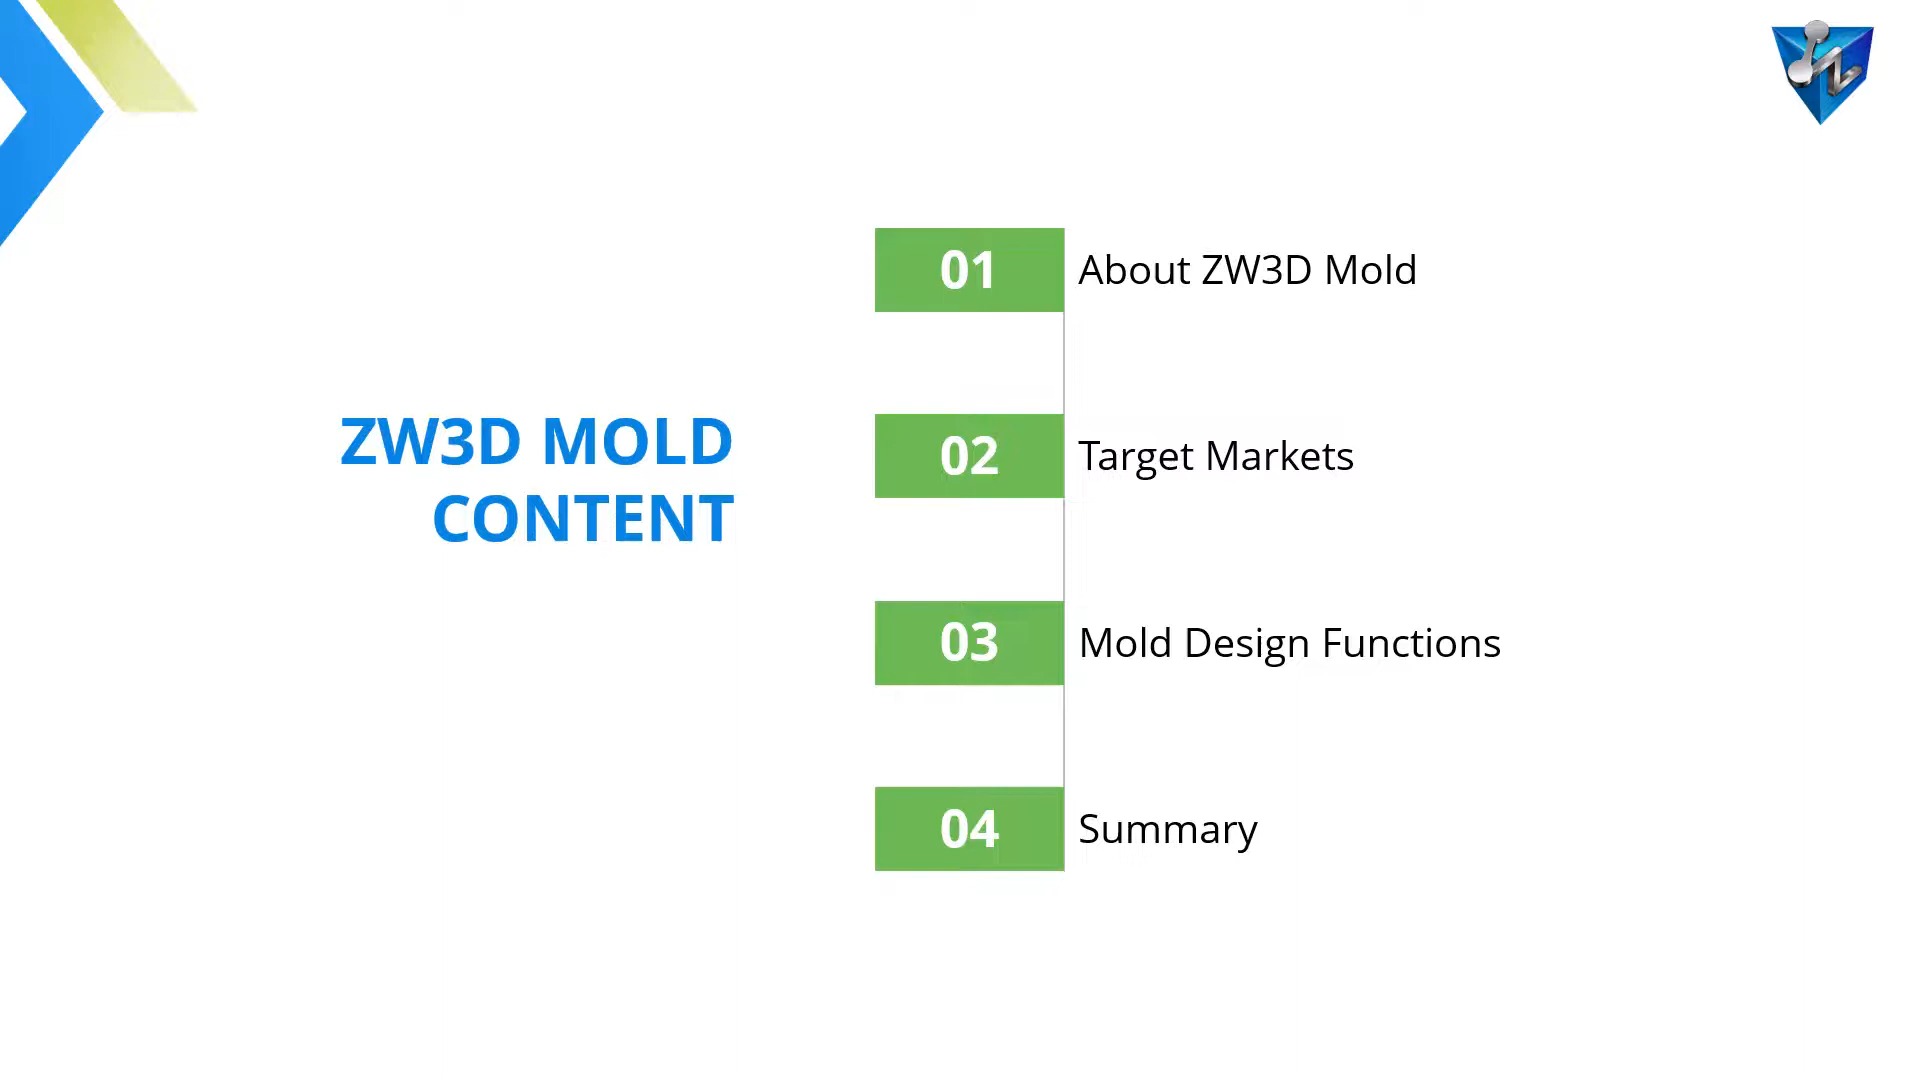 ZW3D MOLD
CONTENT
01 About ZW3D Mold
02 Target Markets
03 Mold Design Functions
04 Summary